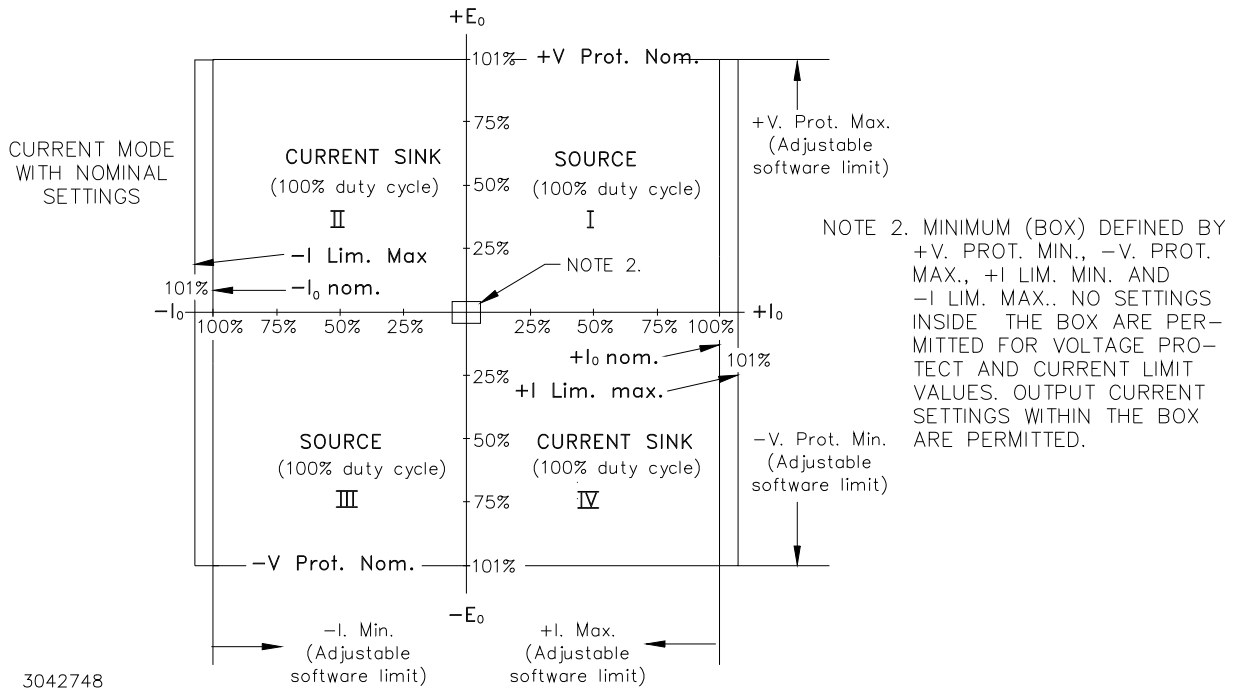 +E₀
101%
+V Prot. Nom.
75%
+V. Prot. Max.
(Adjustable
software limit)
CURRENT MODE
WITH NOMINAL
SETTINGS
CURRENT SINK
(100% duty cycle)
II
SOURCE
(100% duty cycle)
I
50%
25%
−I Lim. Max
101%
−I₀ nom.
NOTE 2.
NOTE 2. MINIMUM (BOX) DEFINED BY
+V. PROT. MIN., −V. PROT.
MAX., +I LIM. MIN. AND
−I LIM. MAX.. NO SETTINGS
INSIDE THE BOX ARE PER−
MITTED FOR VOLTAGE PRO−
TECT AND CURRENT LIMIT
VALUES. OUTPUT CURRENT
SETTINGS WITHIN THE BOX
ARE PERMITTED.
−I₀
+I₀
100% 75% 50% 25% 25% 50% 75% 100%
+I₀ nom.
101%
+I Lim. max.
25%
SOURCE
(100% duty cycle)
III
50%
CURRENT SINK
(100% duty cycle)
IV
−V. Prot. Min.
(Adjustable
software limit)
75%
−V Prot. Nom.
101%
−E₀
−I. Min.
(Adjustable
software limit)
+I. Max.
(Adjustable
software limit)
3042748